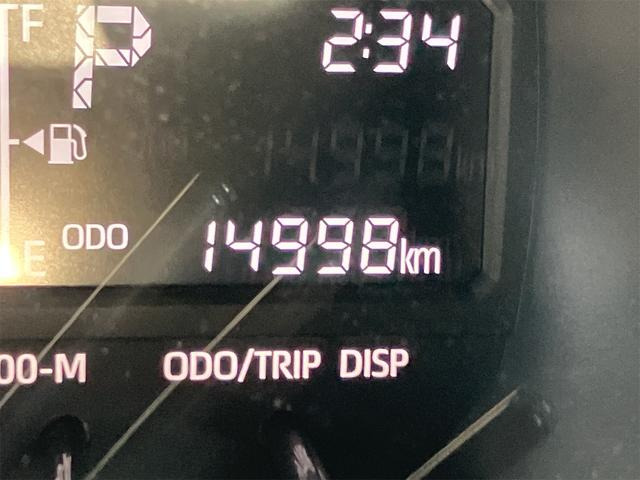 F
P
2:34
ODO 14998km
E
00-M ODO/TRIP DISP